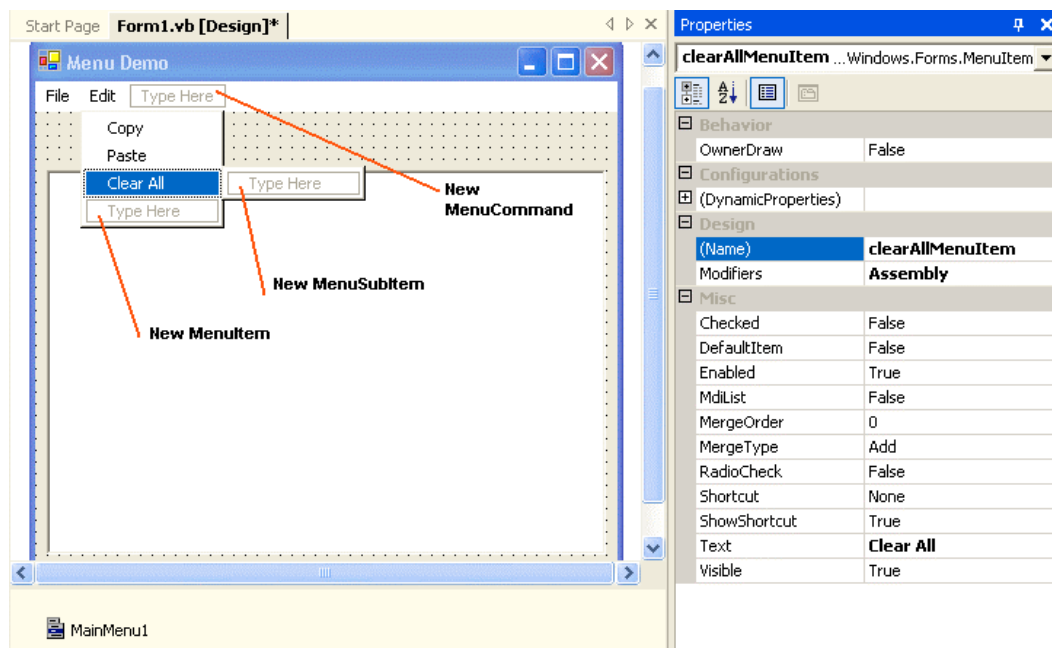 Start Page Form1.vb [Design]*
Menu Demo
File Edit Type Here
Copy
Paste
Clear All Type Here
Type Here
New
MenuCommand
New MenuSubItem
New MenuItem
MainMenu1
Properties
clearAllMenuItem ...Windows.Forms.MenuItem
Behavior
OwnerDraw False
Configurations
(DynamicProperties)
Design
(Name) clearAllMenuItem
Modifiers Assembly
Misc
Checked False
DefaultItem False
Enabled True
MdiList False
MergeOrder 0
MergeType Add
RadioCheck False
Shortcut None
ShowShortcut True
Text Clear All
Visible True